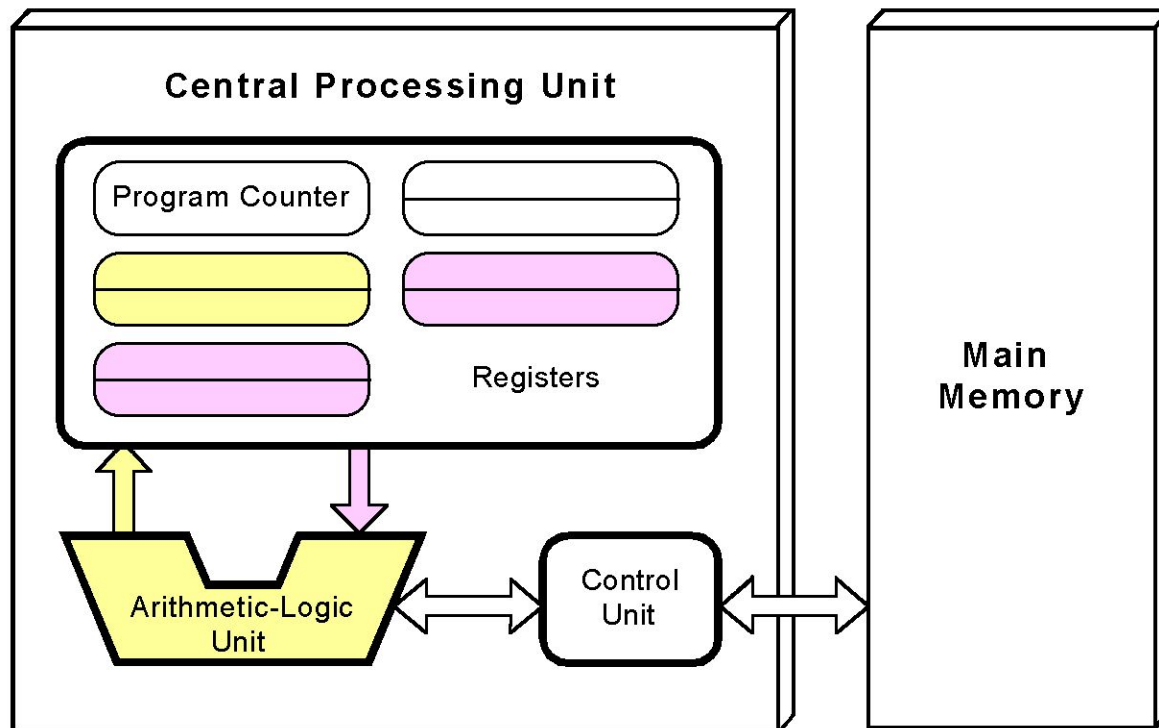 Central Processing Unit
Program Counter
Registers
Arithmetic-Logic
Unit
Control
Unit
Main
Memory